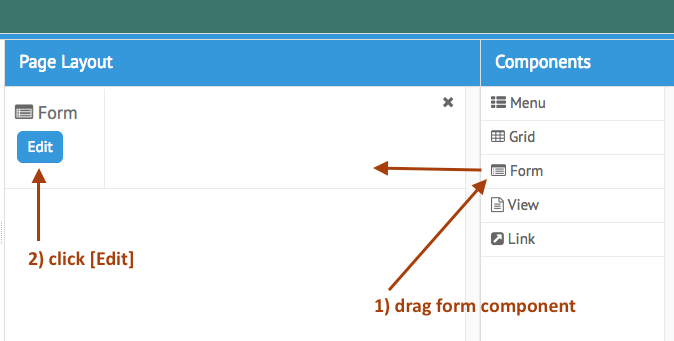 Page Layout
Components
Form
Edit
2) click [Edit]
Menu
Grid
Form
View
Link
1) drag form component